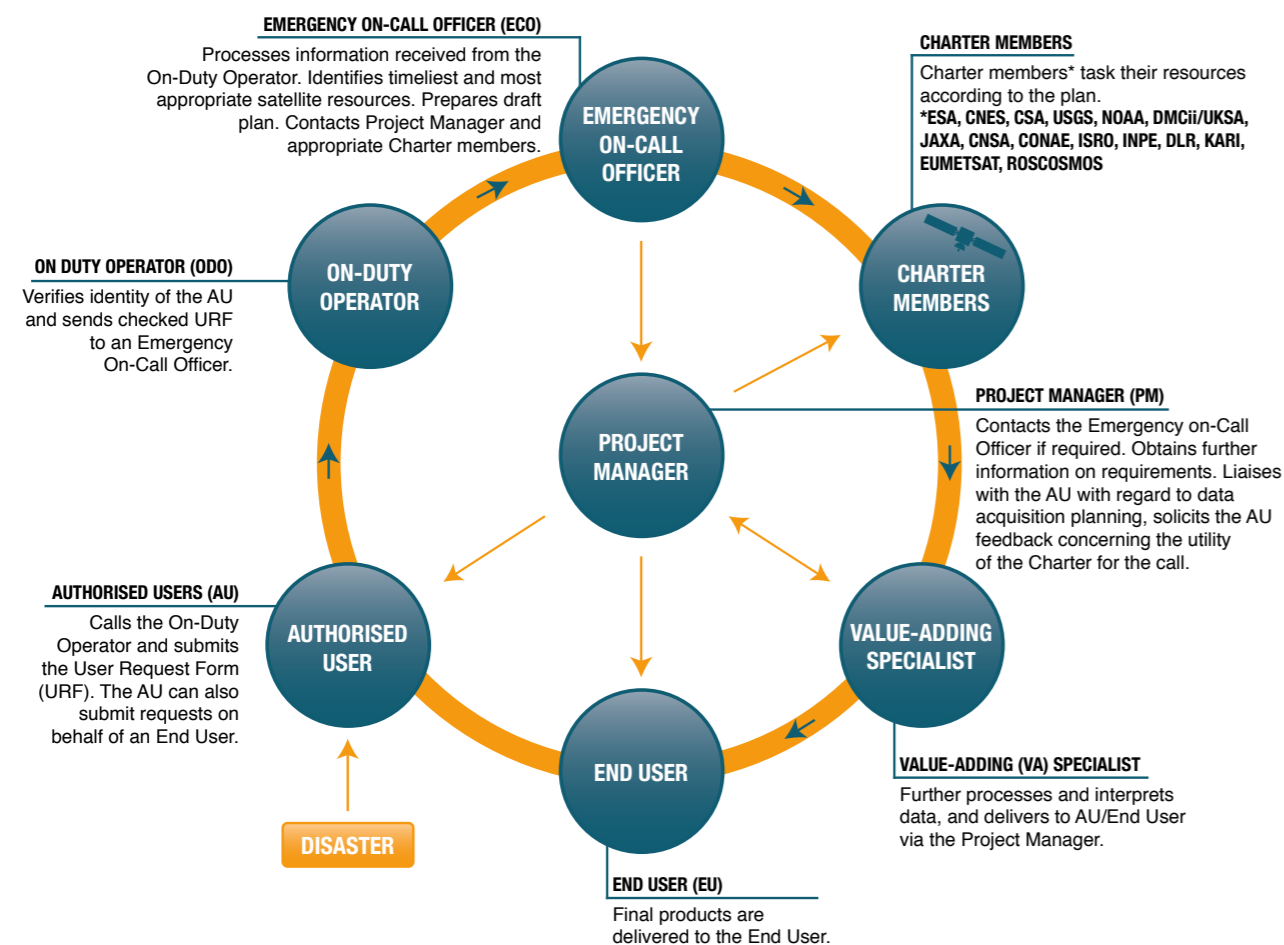 EMERGENCY ON-CALL OFFICER (ECO)
Processes information received from the
On-Duty Operator. Identifies timeliest and most
appropriate satellite resources. Prepares draft
plan. Contacts Project Manager and
appropriate Charter members.
EMERGENCY
ON-CALL
OFFICER
CHARTER MEMBERS
Charter members* task their resources
according to the plan.
*ESA, CNES, CSA, USGS, NOAA, DMCii/UKSA,
JAXA, CNSA, CONAE, ISRO, INPE, DLR, KARI,
EUMETSAT, ROSCOSMOS
ON DUTY OPERATOR (ODO)
Verifies identity of the AU
and sends checked URF
to an Emergency
On-Call Officer.
ON-DUTY
OPERATOR
CHARTER
MEMBERS
PROJECT
MANAGER
PROJECT MANAGER (PM)
Contacts the Emergency on-Call
Officer if required. Obtains further
information on requirements. Liaises
with the AU with regard to data
acquisition planning, solicits the AU
feedback concerning the utility
of the Charter for the call.
AUTHORISED USERS (AU)
Calls the On-Duty
Operator and submits
the User Request Form
(URF). The AU can also
submit requests on
behalf of an End User.
AUTHORISED
USER
VALUE-ADDING
SPECIALIST
END USER
DISASTER
VALUE-ADDING (VA) SPECIALIST
Further processes and interprets
data, and delivers to AU/End User
via the Project Manager.
END USER (EU)
Final products are
delivered to the End User.